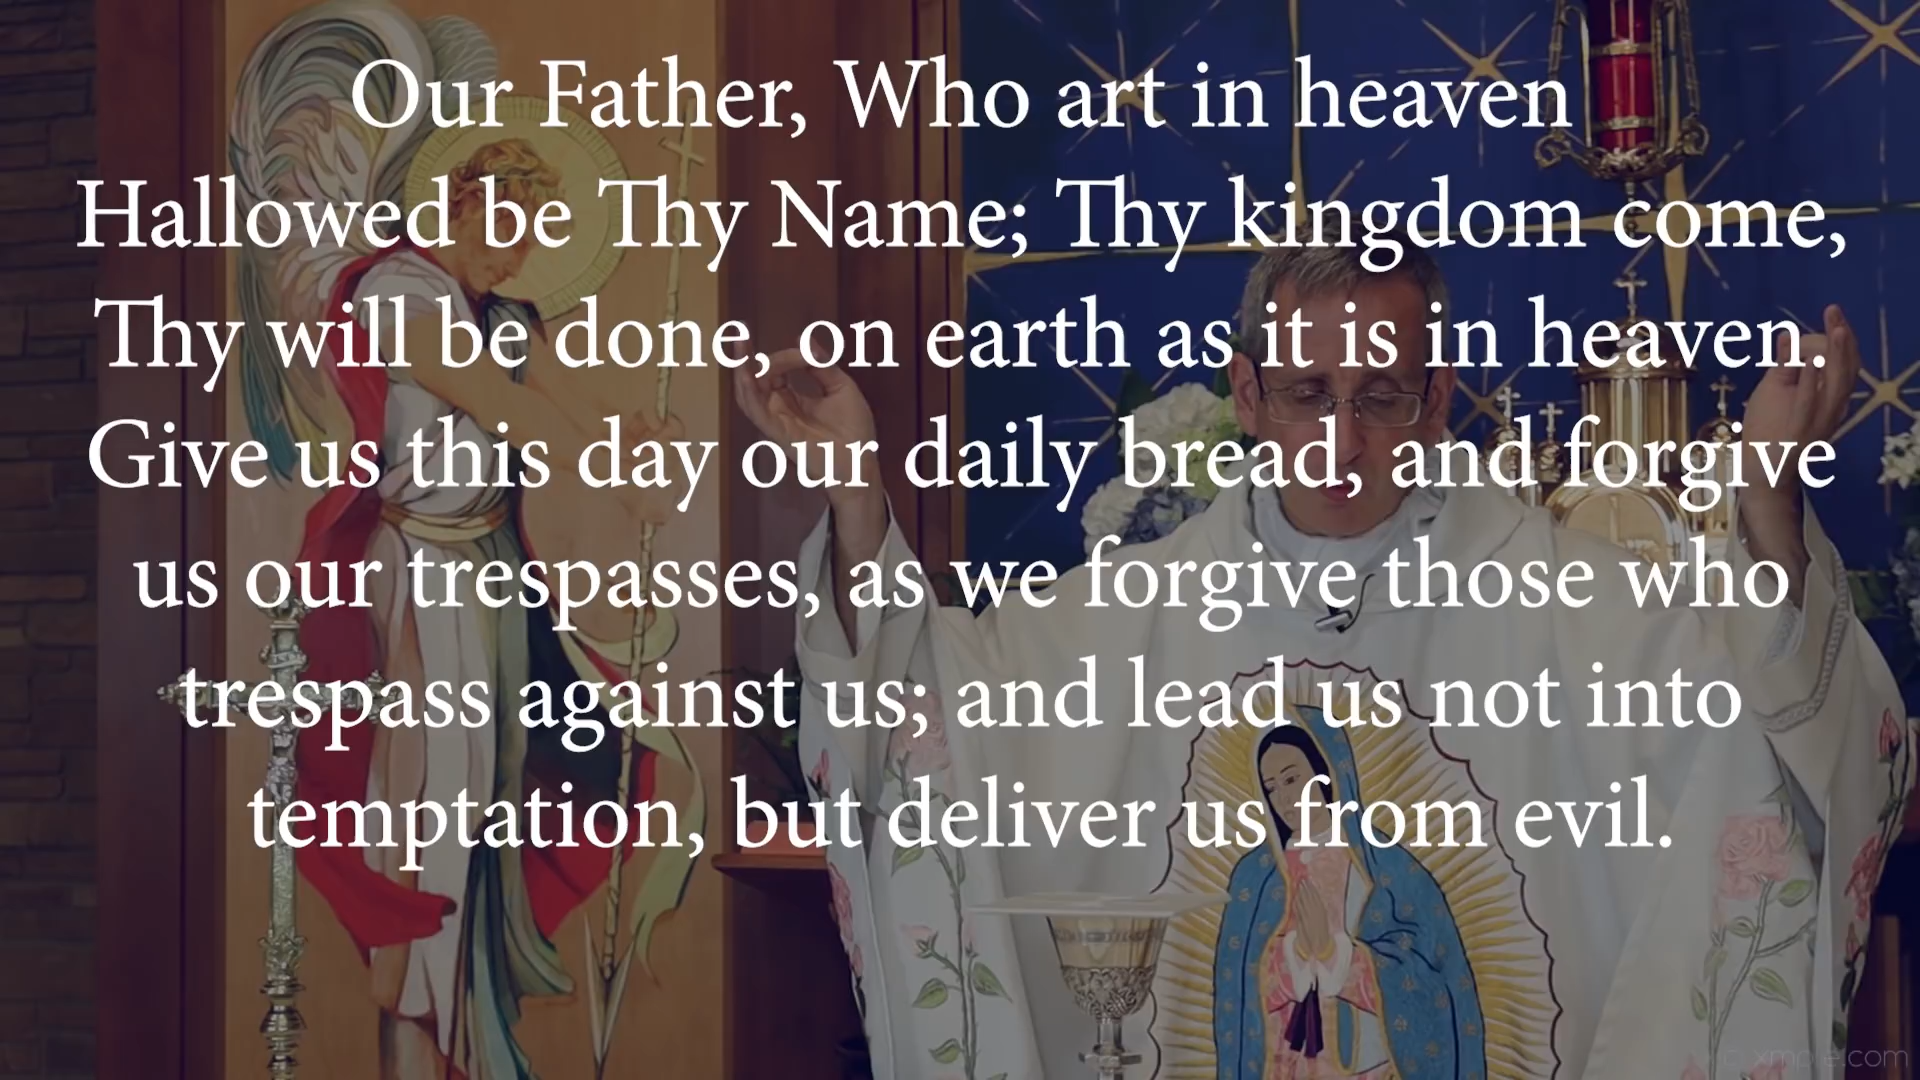 Our Father, Who art in heaven
Hallowed be Thy Name; Thy kingdom come,
Thy will be done, on earth as it is in heaven.
Give us this day our daily bread, and forgive
us our trespasses, as we forgive those who
trespass against us; and lead us not into
temptation, but deliver us from evil.